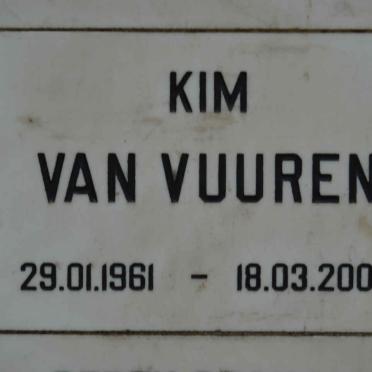 KIM
VAN VUUREN
29.01.1961 - 18.03.200